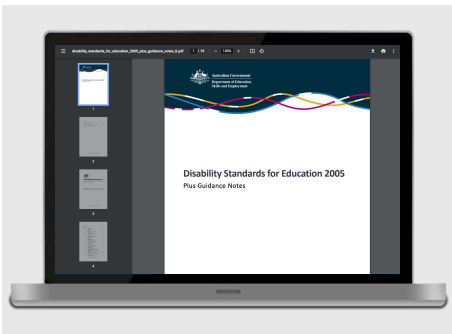 disability_standards_for_education_2005_plus_guidance_notes_0.pdf
1
100%
Australian Government
Department of Education,
Skills and Employment
1
2
3
4
Disability Standards for Education 2005
Plus Guidance Notes